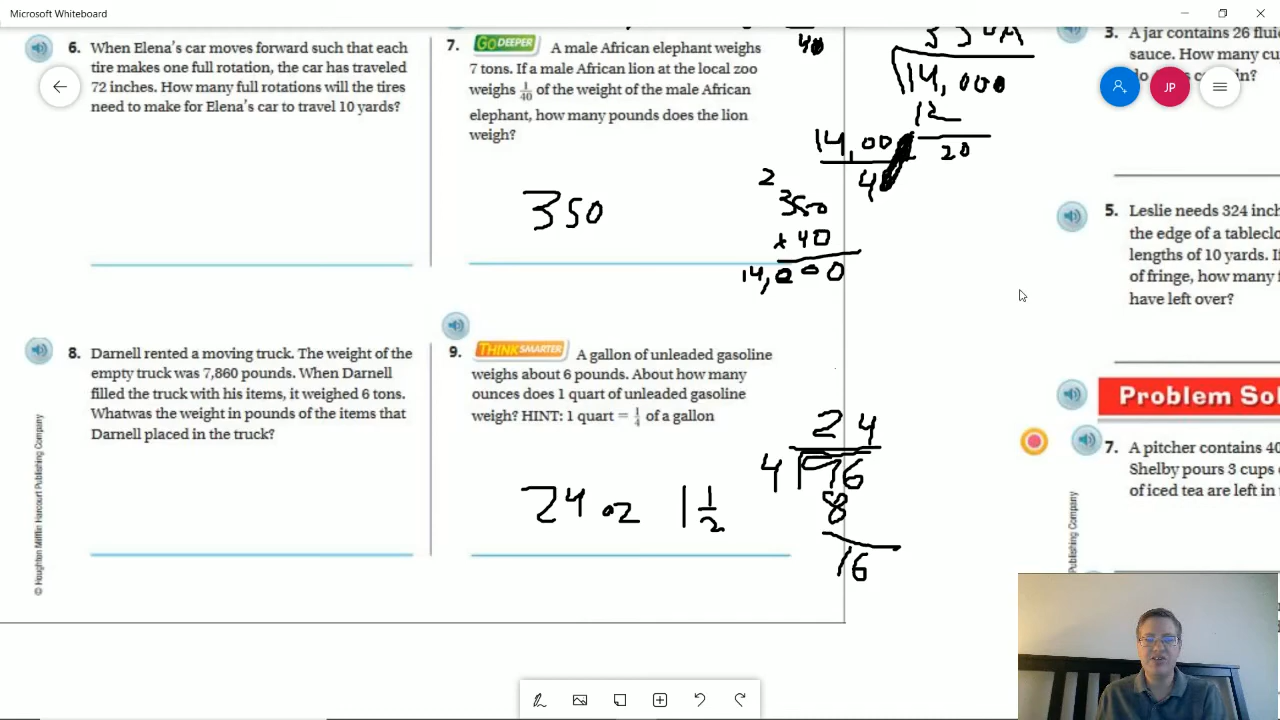 Microsoft Whiteboard
6. When Elena's car moves forward such that each
tire makes one full rotation, the car has traveled
72 inches. How many full rotations will the tires
need to make for Elena's car to travel 10 yards?
7. GO DEEPER A male African elephant weighs
7 tons. If a male African lion at the local zoo
weighs 1/40 of the weight of the male African
elephant, how many pounds does the lion
weigh?
350
40
14,000
12
20
14,00
4
2
350
x 40
14,000
8. Darnell rented a moving truck. The weight of the
empty truck was 7,860 pounds. When Darnell
filled the truck with his items, it weighed 6 tons.
Whatwas the weight in pounds of the items that
Darnell placed in the truck?
9. THINK SMARTER A gallon of unleaded gasoline
weighs about 6 pounds. About how many
ounces does 1 quart of unleaded gasoline
weigh? HINT: 1 quart = 1/4 of a gallon
24 oz 1 1/2
24
4 96
8
16
© Houghton Mifflin Harcourt Publishing Company
JP
3. A jar contains 26 fluid
sauce. How many cu
in?
5. Leslie needs 324 inch
the edge of a tableclo
lengths of 10 yards. If
of fringe, how many f
have left over?
Problem Sol
7. A pitcher contains 40
Shelby pours 3 cups o
of iced tea are left in
Publishing Company